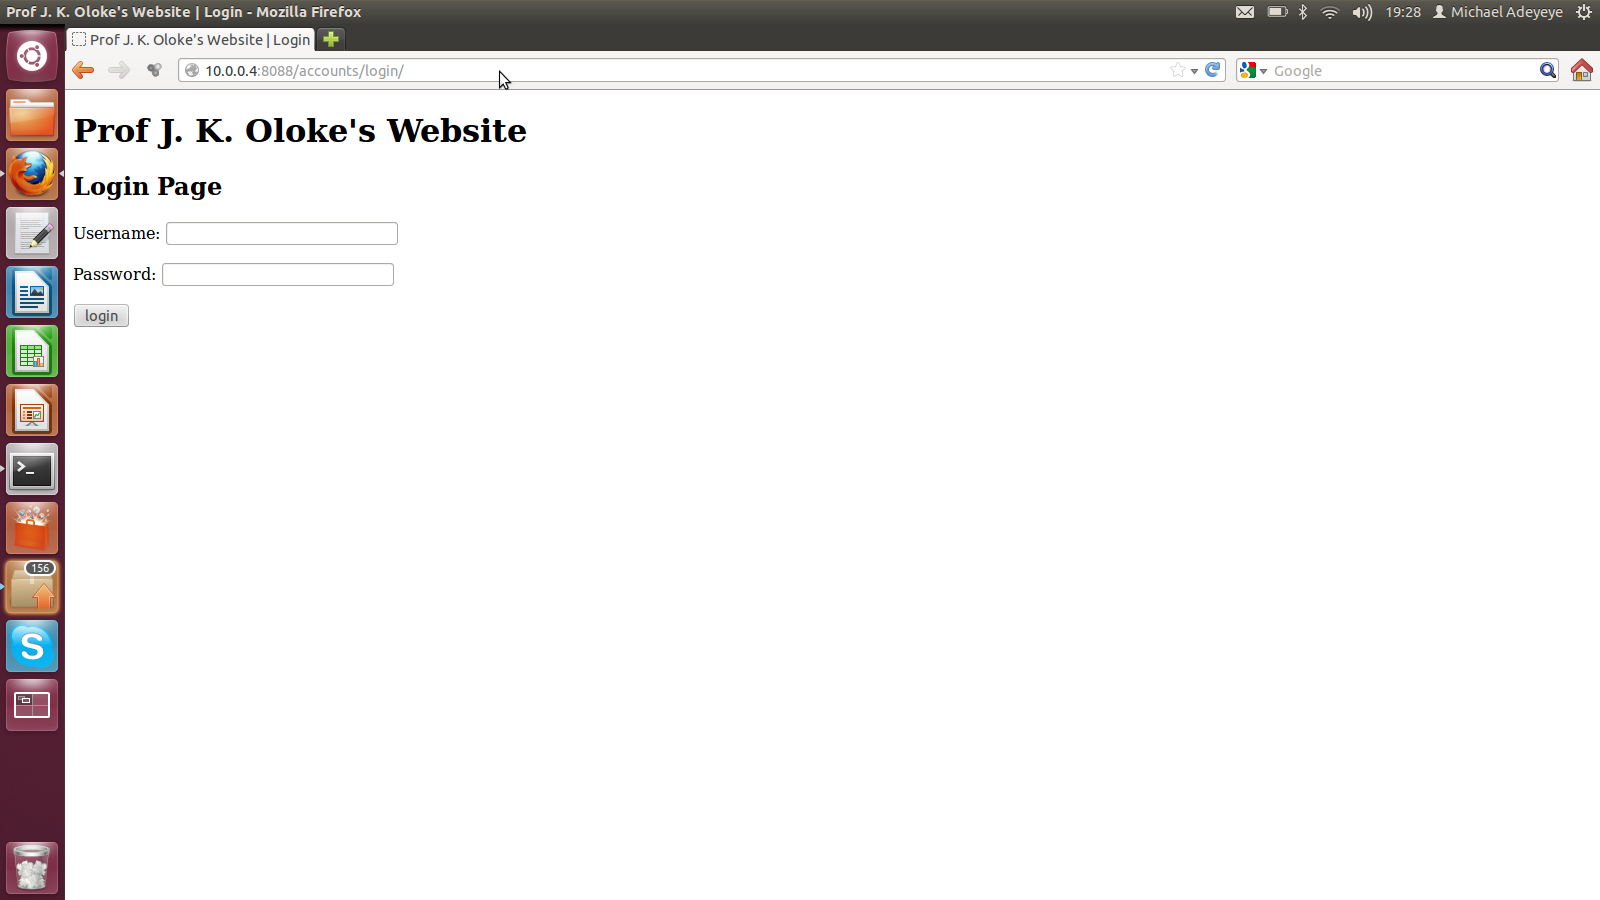 Prof J. K. Oloke's Website | Login - Mozilla Firefox
19:28 Michael Adeyeye
Prof J. K. Oloke's Website | Login
10.0.0.4:8088/accounts/login/
Google
Prof J. K. Oloke's Website
Login Page
Username:
Password:
login
>_
156
S